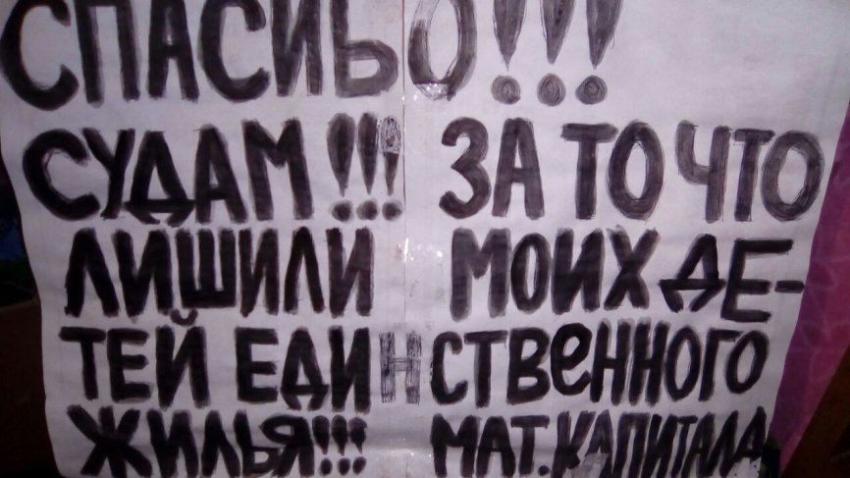 СПАСИБО!!!
СУДАМ!!! ЗА ТО ЧТО
ЛИШИЛИ МОИХ ДЕ-
ТЕЙ ЕДИНСТВеННОГО
ЖИЛЬЯ!!! МАТ.КАПИТАЛА